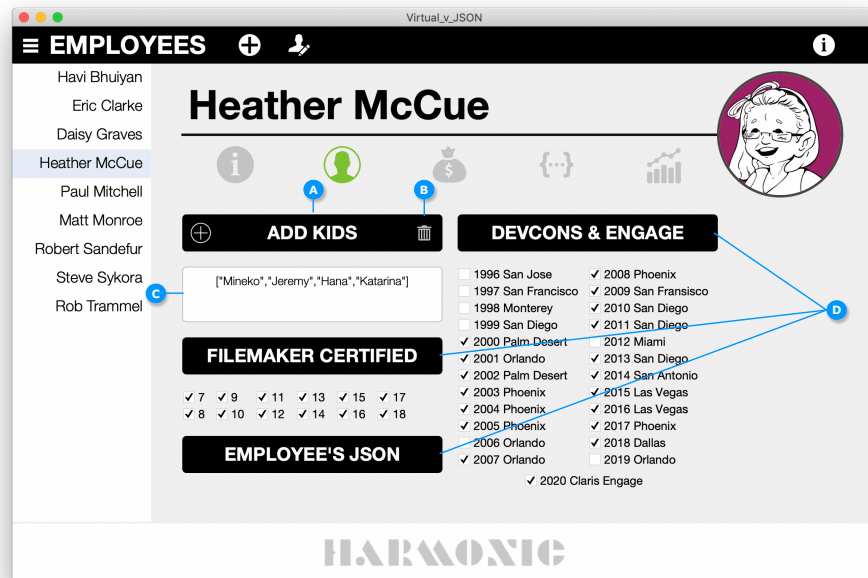 Virtual_v_JSON
EMPLOYEES
Havi Bhuiyan
Eric Clarke
Daisy Graves
Heather McCue
Paul Mitchell
Matt Monroe
Robert Sandefur
Steve Sykora
Rob Trammel
Heather McCue
A
B
ADD KIDS
DEVCONS & ENGAGE
C
["Mineko","Jeremy","Hana","Katarina"]
FILEMAKER CERTIFIED
7 9 11 13 15 17
8 10 12 14 16 18
EMPLOYEE'S JSON
1996 San Jose
1997 San Francisco
1998 Monterey
1999 San Diego
2000 Palm Desert
2001 Orlando
2002 Palm Desert
2003 Phoenix
2004 Phoenix
2005 Phoenix
2006 Orlando
2007 Orlando
2008 Phoenix
2009 San Fransisco
2010 San Diego
2011 San Diego
2012 Miami
2013 San Diego
2014 San Antonio
2015 Las Vegas
2016 Las Vegas
2017 Phoenix
2018 Dallas
2019 Orlando
2020 Claris Engage
D
HARMONIC